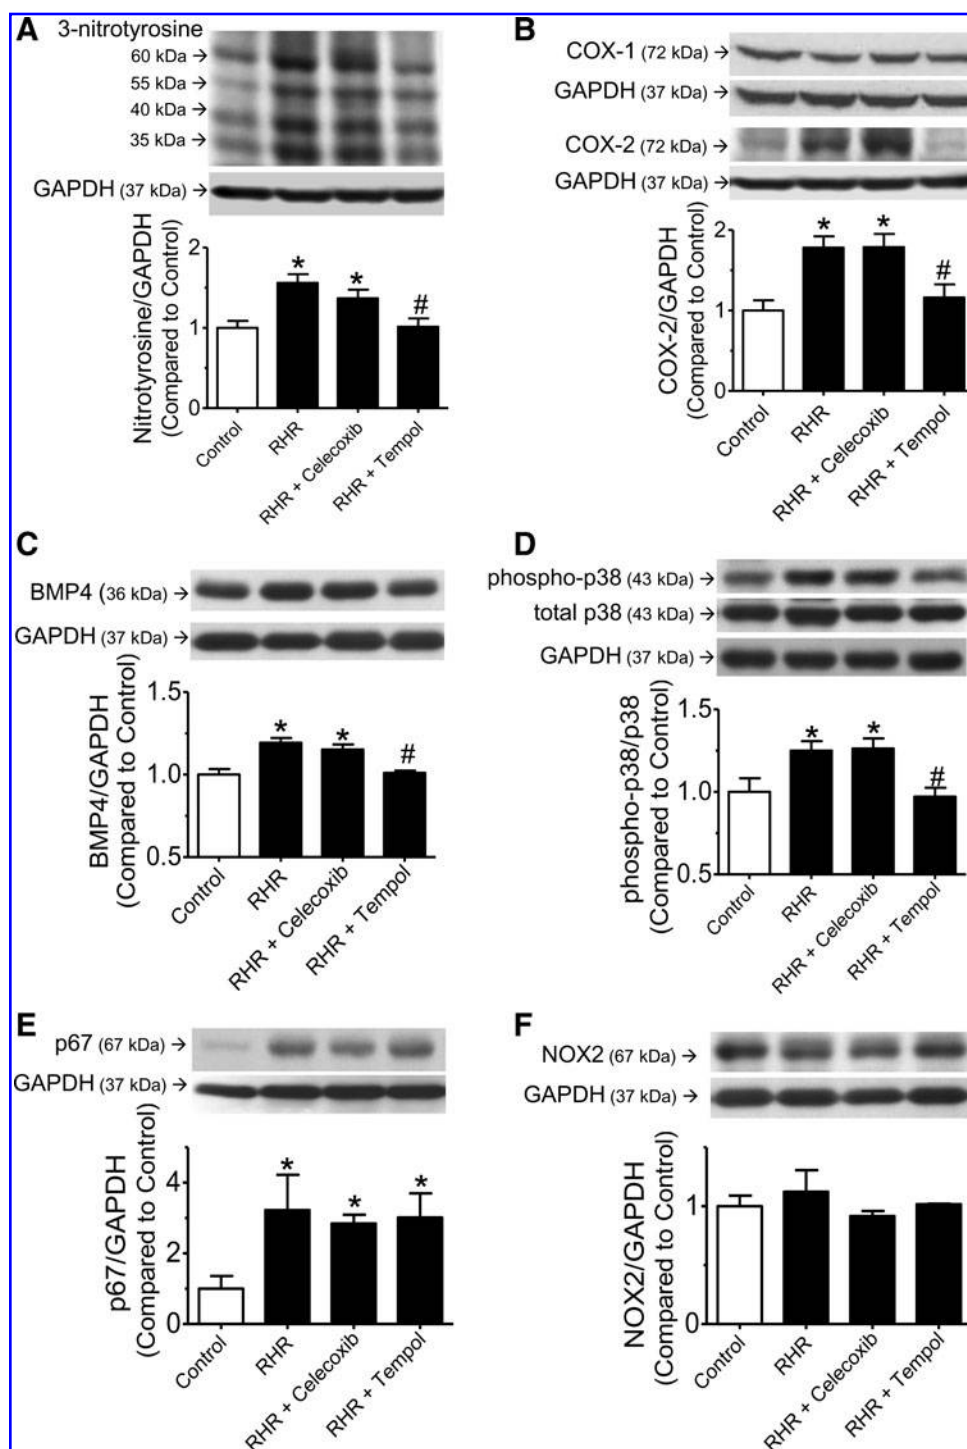 A
3-nitrotyrosine
60 kDa →
55 kDa →
40 kDa →
35 kDa →
GAPDH (37 kDa) →
Nitrotyrosine/GAPDH
(Compared to Control)
2
1
0
*
*
#
Control
RHR
RHR + Celecoxib
RHR + Tempol
B
COX-1 (72 kDa) →
GAPDH (37 kDa) →
COX-2 (72 kDa) →
GAPDH (37 kDa) →
COX-2/GAPDH
(Compared to Control)
2
1
0
*
*
#
Control
RHR
RHR + Celecoxib
RHR + Tempol
C
BMP4 (36 kDa) →
GAPDH (37 kDa) →
BMP4/GAPDH
(Compared to Control)
1.5
1.0
0.5
*
*
#
Control
RHR
RHR + Celecoxib
RHR + Tempol
D
phospho-p38 (43 kDa) →
total p38 (43 kDa) →
GAPDH (37 kDa) →
phospho-p38/p38
(Compared to Control)
1.5
1.0
0.5
*
*
#
Control
RHR
RHR + Celecoxib
RHR + Tempol
E
p67 (67 kDa) →
GAPDH (37 kDa) →
p67/GAPDH
(Compared to Control)
4
2
0
*
*
*
Control
RHR
RHR + Celecoxib
RHR + Tempol
F
NOX2 (67 kDa) →
GAPDH (37 kDa) →
NOX2/GAPDH
(Compared to Control)
1
0
Control
RHR
RHR + Celecoxib
RHR + Tempol